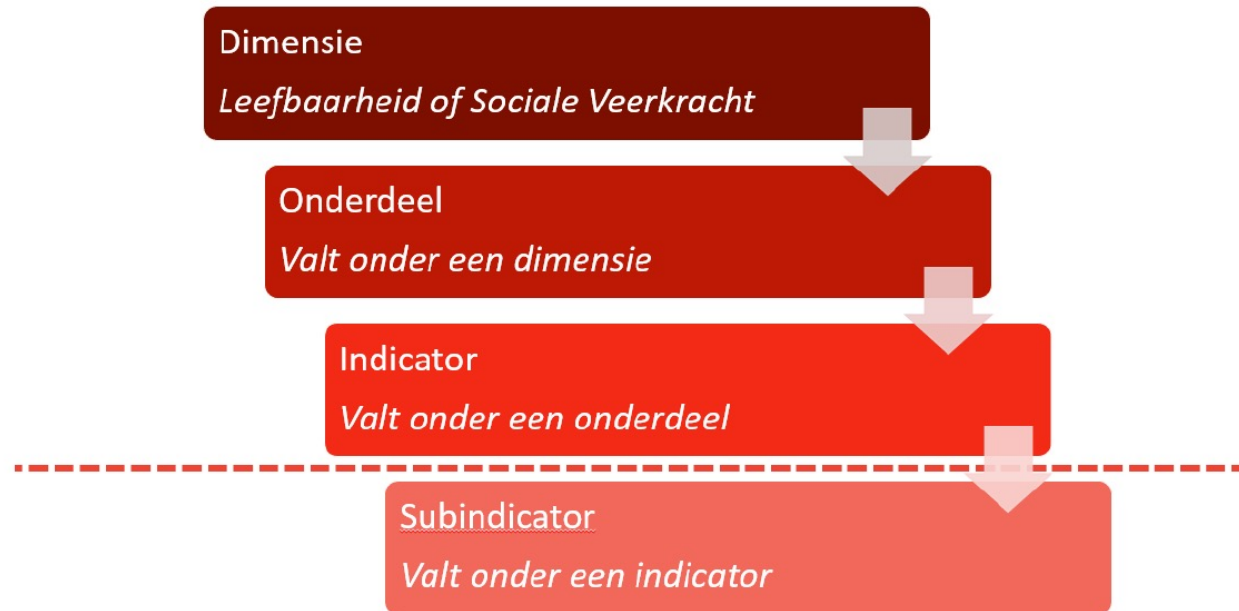 Dimensie
Leefbaarheid of Sociale Veerkracht
Onderdeel
Valt onder een dimensie
Indicator
Valt onder een onderdeel
Subindicator
Valt onder een indicator